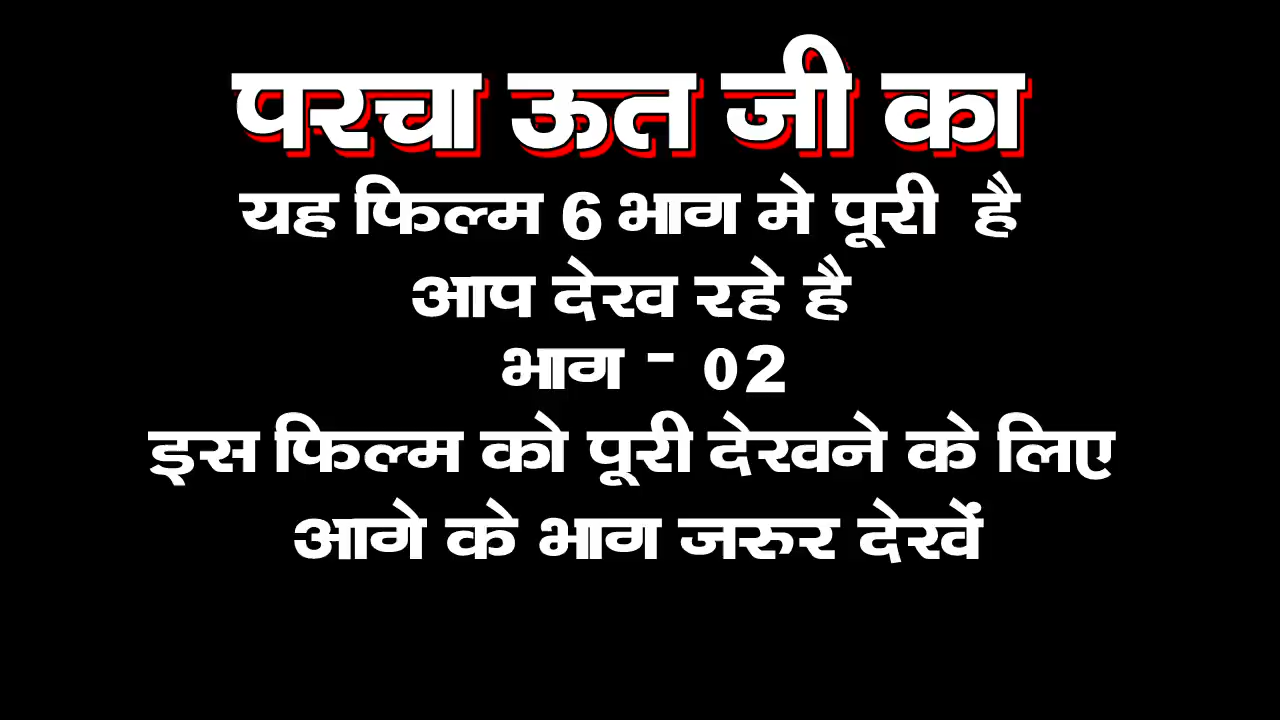 परचा ऊत जी का
यह फिल्म 6 भाग मे पूरी है
आप देख रहे है
भाग - 02
इस फिल्म को पूरी देखने के लिए
आगे के भाग जरुर देखें